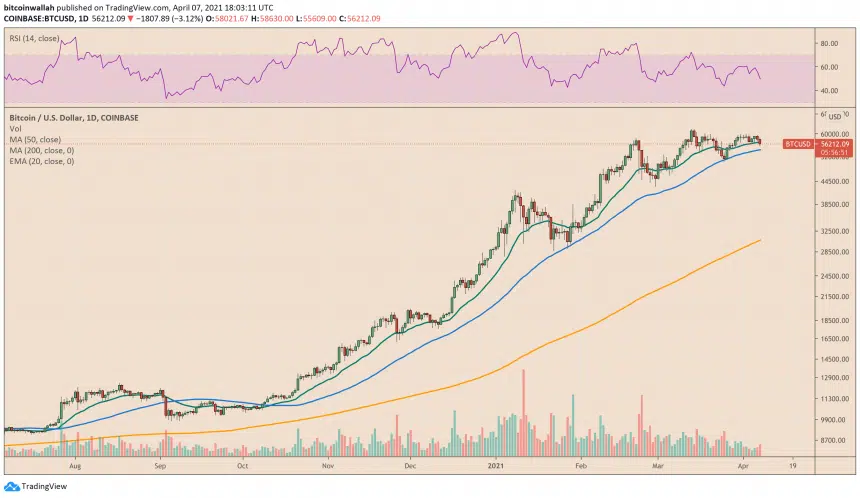 bitcoinwallah published on TradingView.com, April 07, 2021 18:03:11 UTC
COINBASE:BTCUSD, 1D 56212.09 ▼ −1807.89 (−3.12%) O:58021.67 H:58630.00 L:55609.00 C:56212.09
RSI (14, close)
80.00
60.00
40.00
Bitcoin / U.S. Dollar, 1D, COINBASE
Vol
MA (50, close)
MA (200, close, 0)
EMA (20, close, 0)
USD
60000.00
BTCUSD
56212.09
05:56:51
44500.00
38500.00
32500.00
28500.00
24500.00
21500.00
18500.00
16500.00
14500.00
12900.00
11300.00
9900.00
8700.00
Aug Sep Oct Nov Dec 2021 Feb Mar Apr 19
TradingView